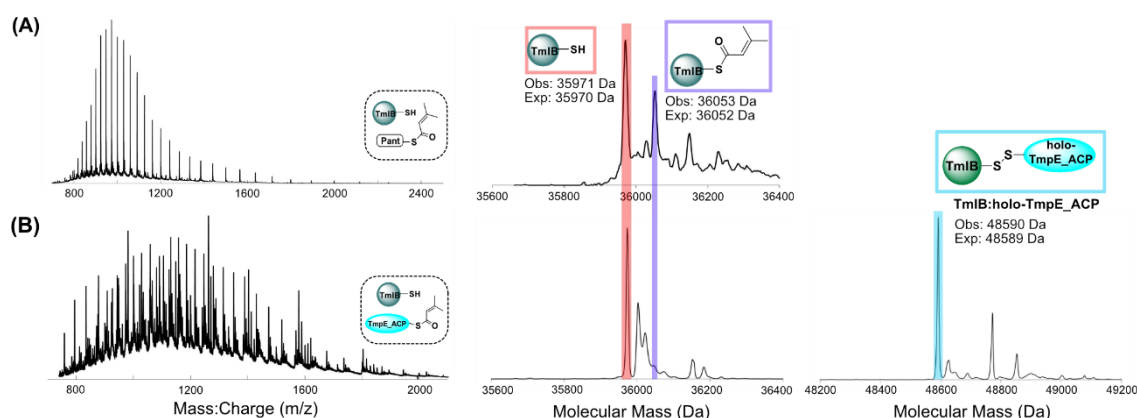 (A)
TmlB
SH
Pant
S
O
800
1200
1600
2000
2400
TmlB
SH
Obs: 35971 Da
Exp: 35970 Da
TmlB
S
O
Obs: 36053 Da
Exp: 36052 Da
35600
35800
36000
36200
36400
TmlB
S
S
holo-
TmpE_ACP
TmlB:holo-TmpE_ACP
Obs: 48590 Da
Exp: 48589 Da
(B)
TmlB
SH
TmpE_ACP
S
O
800
1200
1600
2000
Mass:Charge (m/z)
35600
35800
36000
36200
36400
Molecular Mass (Da)
48200
48400
48600
48800
49000
49200
Molecular Mass (Da)